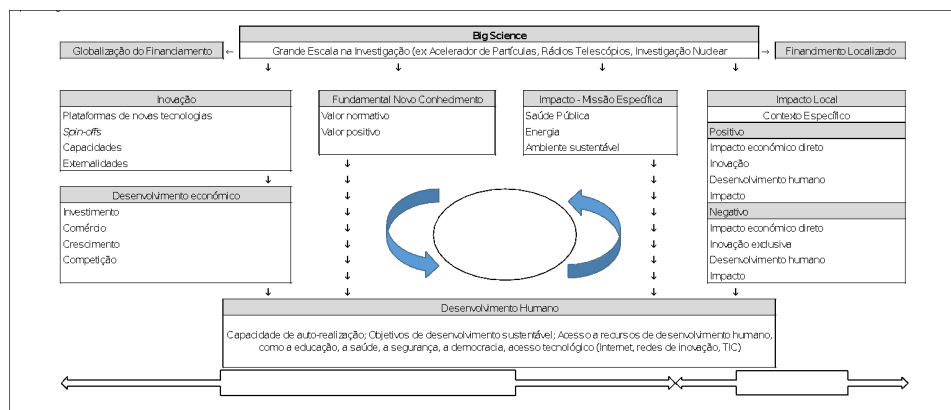 Big Science
Globalização do Financiamento ← Grande Escala na Investigação (ex Acelerador de Partículas, Rádios Telescópios, Investigação Nuclear → Financimento Localizado
Inovação
Plataformas de novas tecnologias
Spin-offs
Capacidades
Externalidades
Desenvolvimento económico
Investimento
Comércio
Crescimento
Competição
Fundamental Novo Conhecimento
Valor normativo
Valor positivo
Impacto - Missão Específica
Saúde Pública
Energia
Ambiente sustentável
Impacto Local
Contexto Específico
Positivo
Impacto económico direto
Inovação
Desenvolvimento humano
Impacto
Negativo
Impacto económico direto
Inovação exclusiva
Desenvolvimento humano
Impacto
Desenvolvimento Humano
Capacidade de auto-realização; Objetivos de desenvolvimento sustentável; Acesso a recursos de desenvolvimento humano,
como a educação, a saúde, a segurança, a democracia, acesso tecnológico (Internet, redes de inovação, TIC)